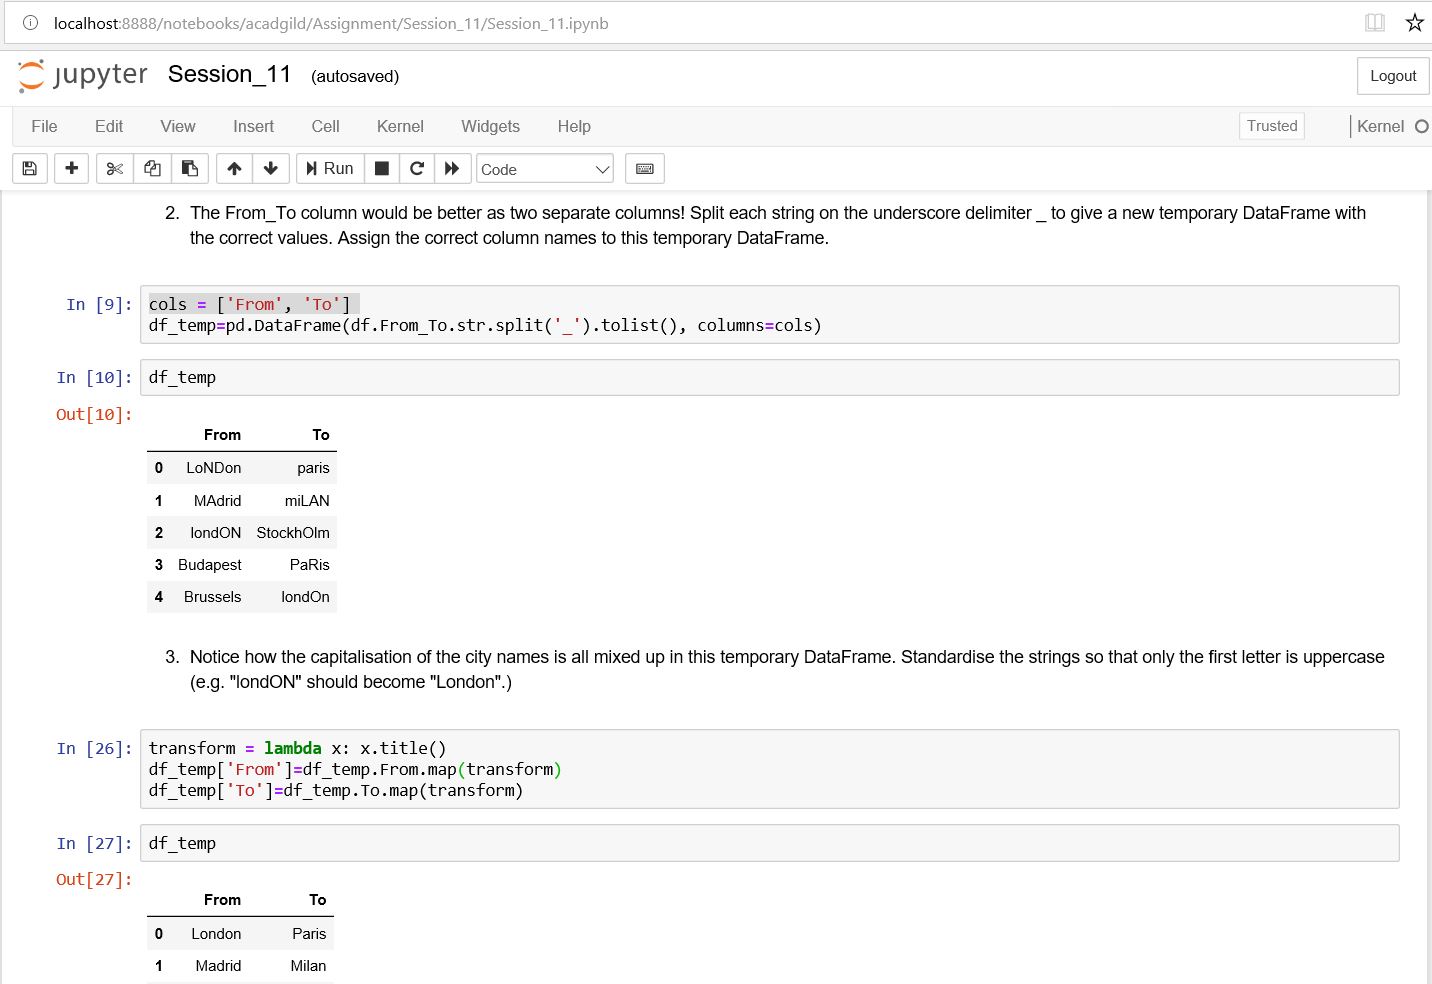 localhost:8888/notebooks/acadgild/Assignment/Session_11/Session_11.ipynb
jupyter Session_11 (autosaved)
Logout
File Edit View Insert Cell Kernel Widgets Help
Trusted Kernel
Run Code
2. The From_To column would be better as two separate columns! Split each string on the underscore delimiter _ to give a new temporary DataFrame with
the correct values. Assign the correct column names to this temporary DataFrame.
In [9]: cols = ['From', 'To']
df_temp=pd.DataFrame(df.From_To.str.split('_').tolist(), columns=cols)
In [10]: df_temp
Out[10]:
From To
0 LoNDon paris
1 MAdrid miLAN
2 londON StockhOlm
3 Budapest PaRis
4 Brussels londOn
3. Notice how the capitalisation of the city names is all mixed up in this temporary DataFrame. Standardise the strings so that only the first letter is uppercase
(e.g. "londON" should become "London".)
In [26]: transform = lambda x: x.title()
df_temp['From']=df_temp.From.map(transform)
df_temp['To']=df_temp.To.map(transform)
In [27]: df_temp
Out[27]:
From To
0 London Paris
1 Madrid Milan